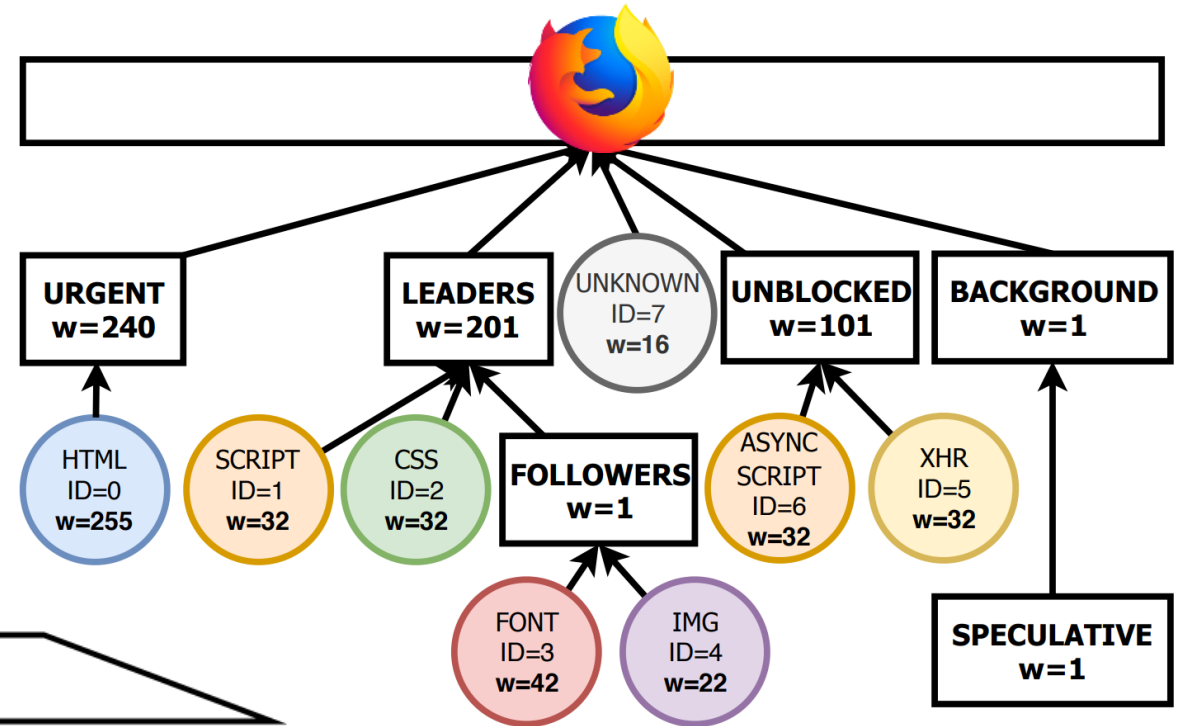 URGENT
w=240
LEADERS
w=201
UNKNOWN
ID=7
w=16
UNBLOCKED
w=101
BACKGROUND
w=1
HTML
ID=0
w=255
SCRIPT
ID=1
w=32
CSS
ID=2
w=32
FOLLOWERS
w=1
ASYNC
SCRIPT
ID=6
w=32
XHR
ID=5
w=32
FONT
ID=3
w=42
IMG
ID=4
w=22
SPECULATIVE
w=1